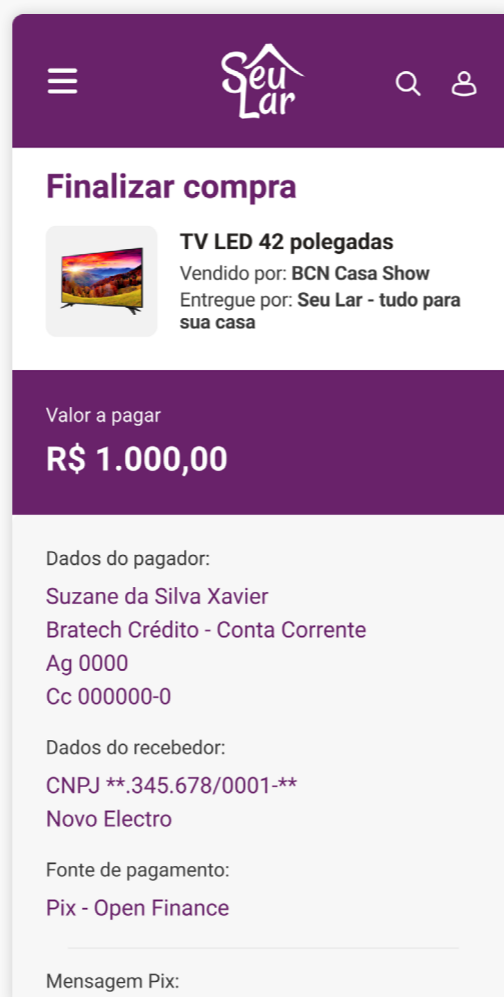 Seu
Lar
Finalizar compra
TV LED 42 polegadas
Vendido por: BCN Casa Show
Entregue por: Seu Lar - tudo para
sua casa
Valor a pagar
R$ 1.000,00
Dados do pagador:
Suzane da Silva Xavier
Bratech Crédito - Conta Corrente
Ag 0000
Cc 000000-0
Dados do recebedor:
CNPJ **.345.678/0001-**
Novo Electro
Fonte de pagamento:
Pix - Open Finance
Mensagem Pix: